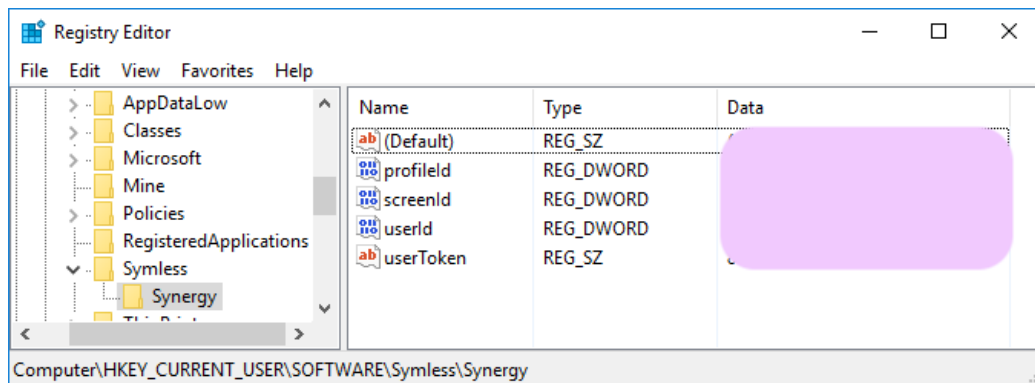 Registry Editor
File Edit View Favorites Help
AppDataLow
Classes
Microsoft
Mine
Policies
RegisteredApplications
Symless
Synergy
Name Type Data
(Default) REG_SZ
profileId REG_DWORD
screenId REG_DWORD
userId REG_DWORD
userToken REG_SZ
Computer\HKEY_CURRENT_USER\SOFTWARE\Symless\Synergy